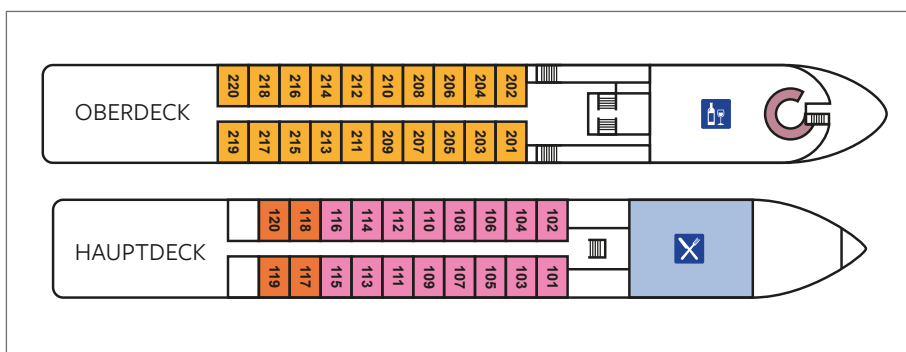 220 218 216 214 212 210 208 206 204 202
OBERDECK
219 217 215 213 211 209 207 205 203 201
120 118 116 114 112 110 108 106 104 102
HAUPTDECK
119 117 115 113 111 109 107 105 103 101